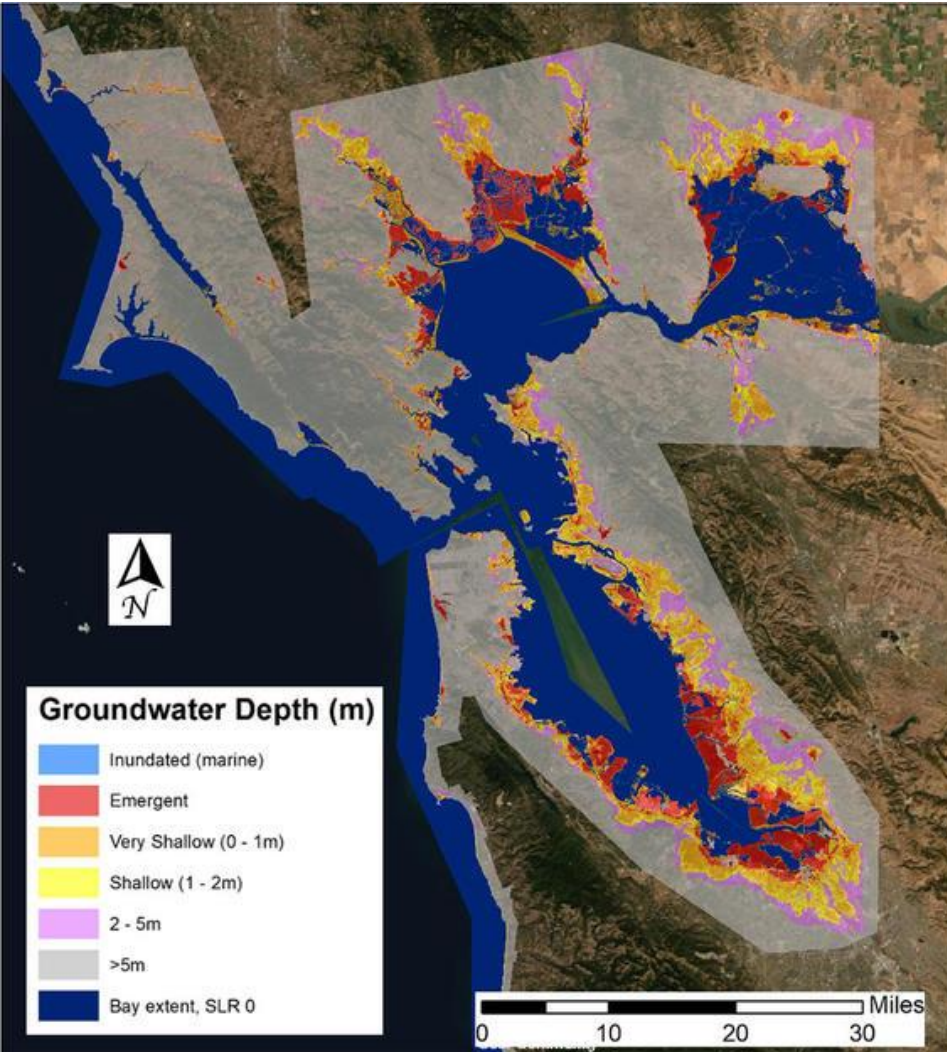 N
Groundwater Depth (m)
Inundated (marine)
Emergent
Very Shallow (0 - 1m)
Shallow (1 - 2m)
2 - 5m
>5m
Bay extent, SLR 0
Miles
0 10 20 30